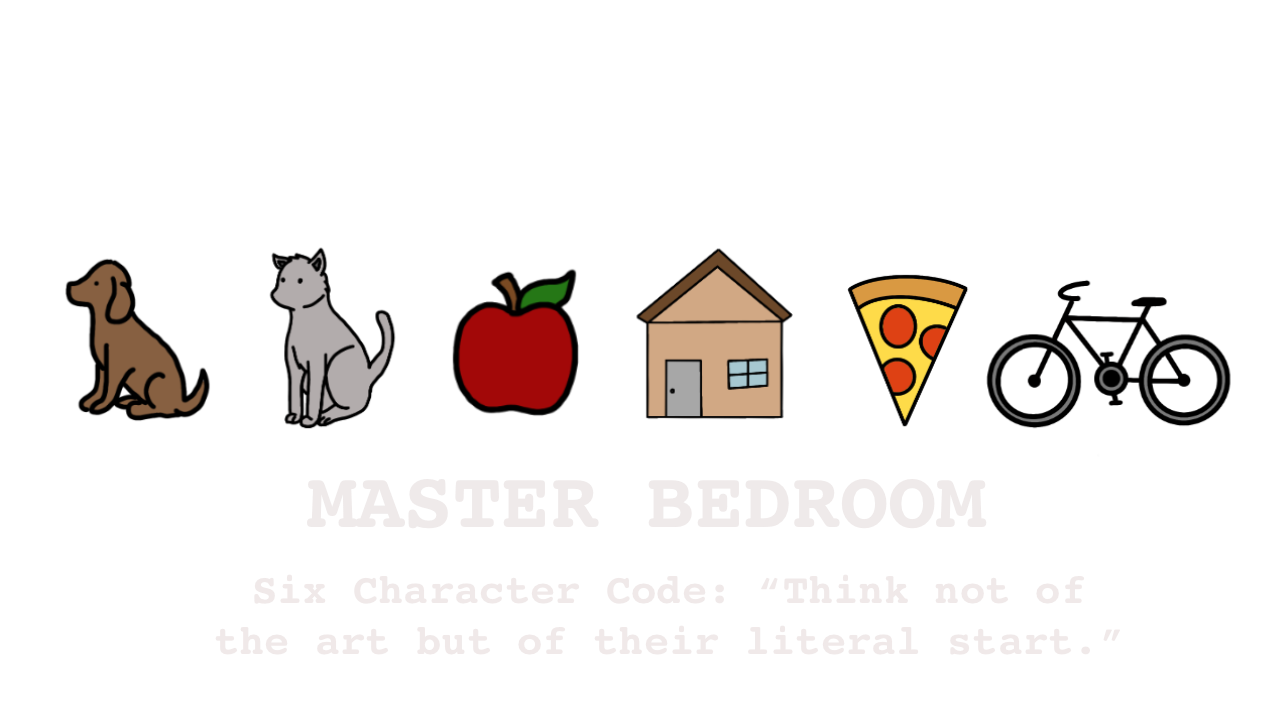 MASTER BEDROOM
Six Character Code: “Think not of
the art but of their literal start.”